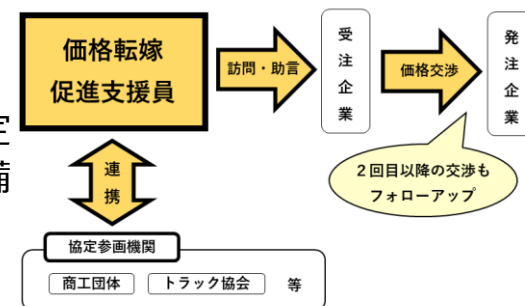 価格転嫁
促進支援員
訪問・助言
受注企業
価格交渉
発注企業
2回目以降の交渉も
フォローアップ
連携
協定参画機関
商工団体
トラック協会
等